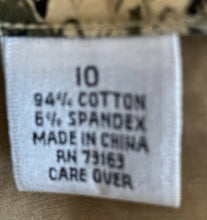 10
94% COTTON
6% SPANDEX
MADE IN CHINA
RN 73163
CARE OVER